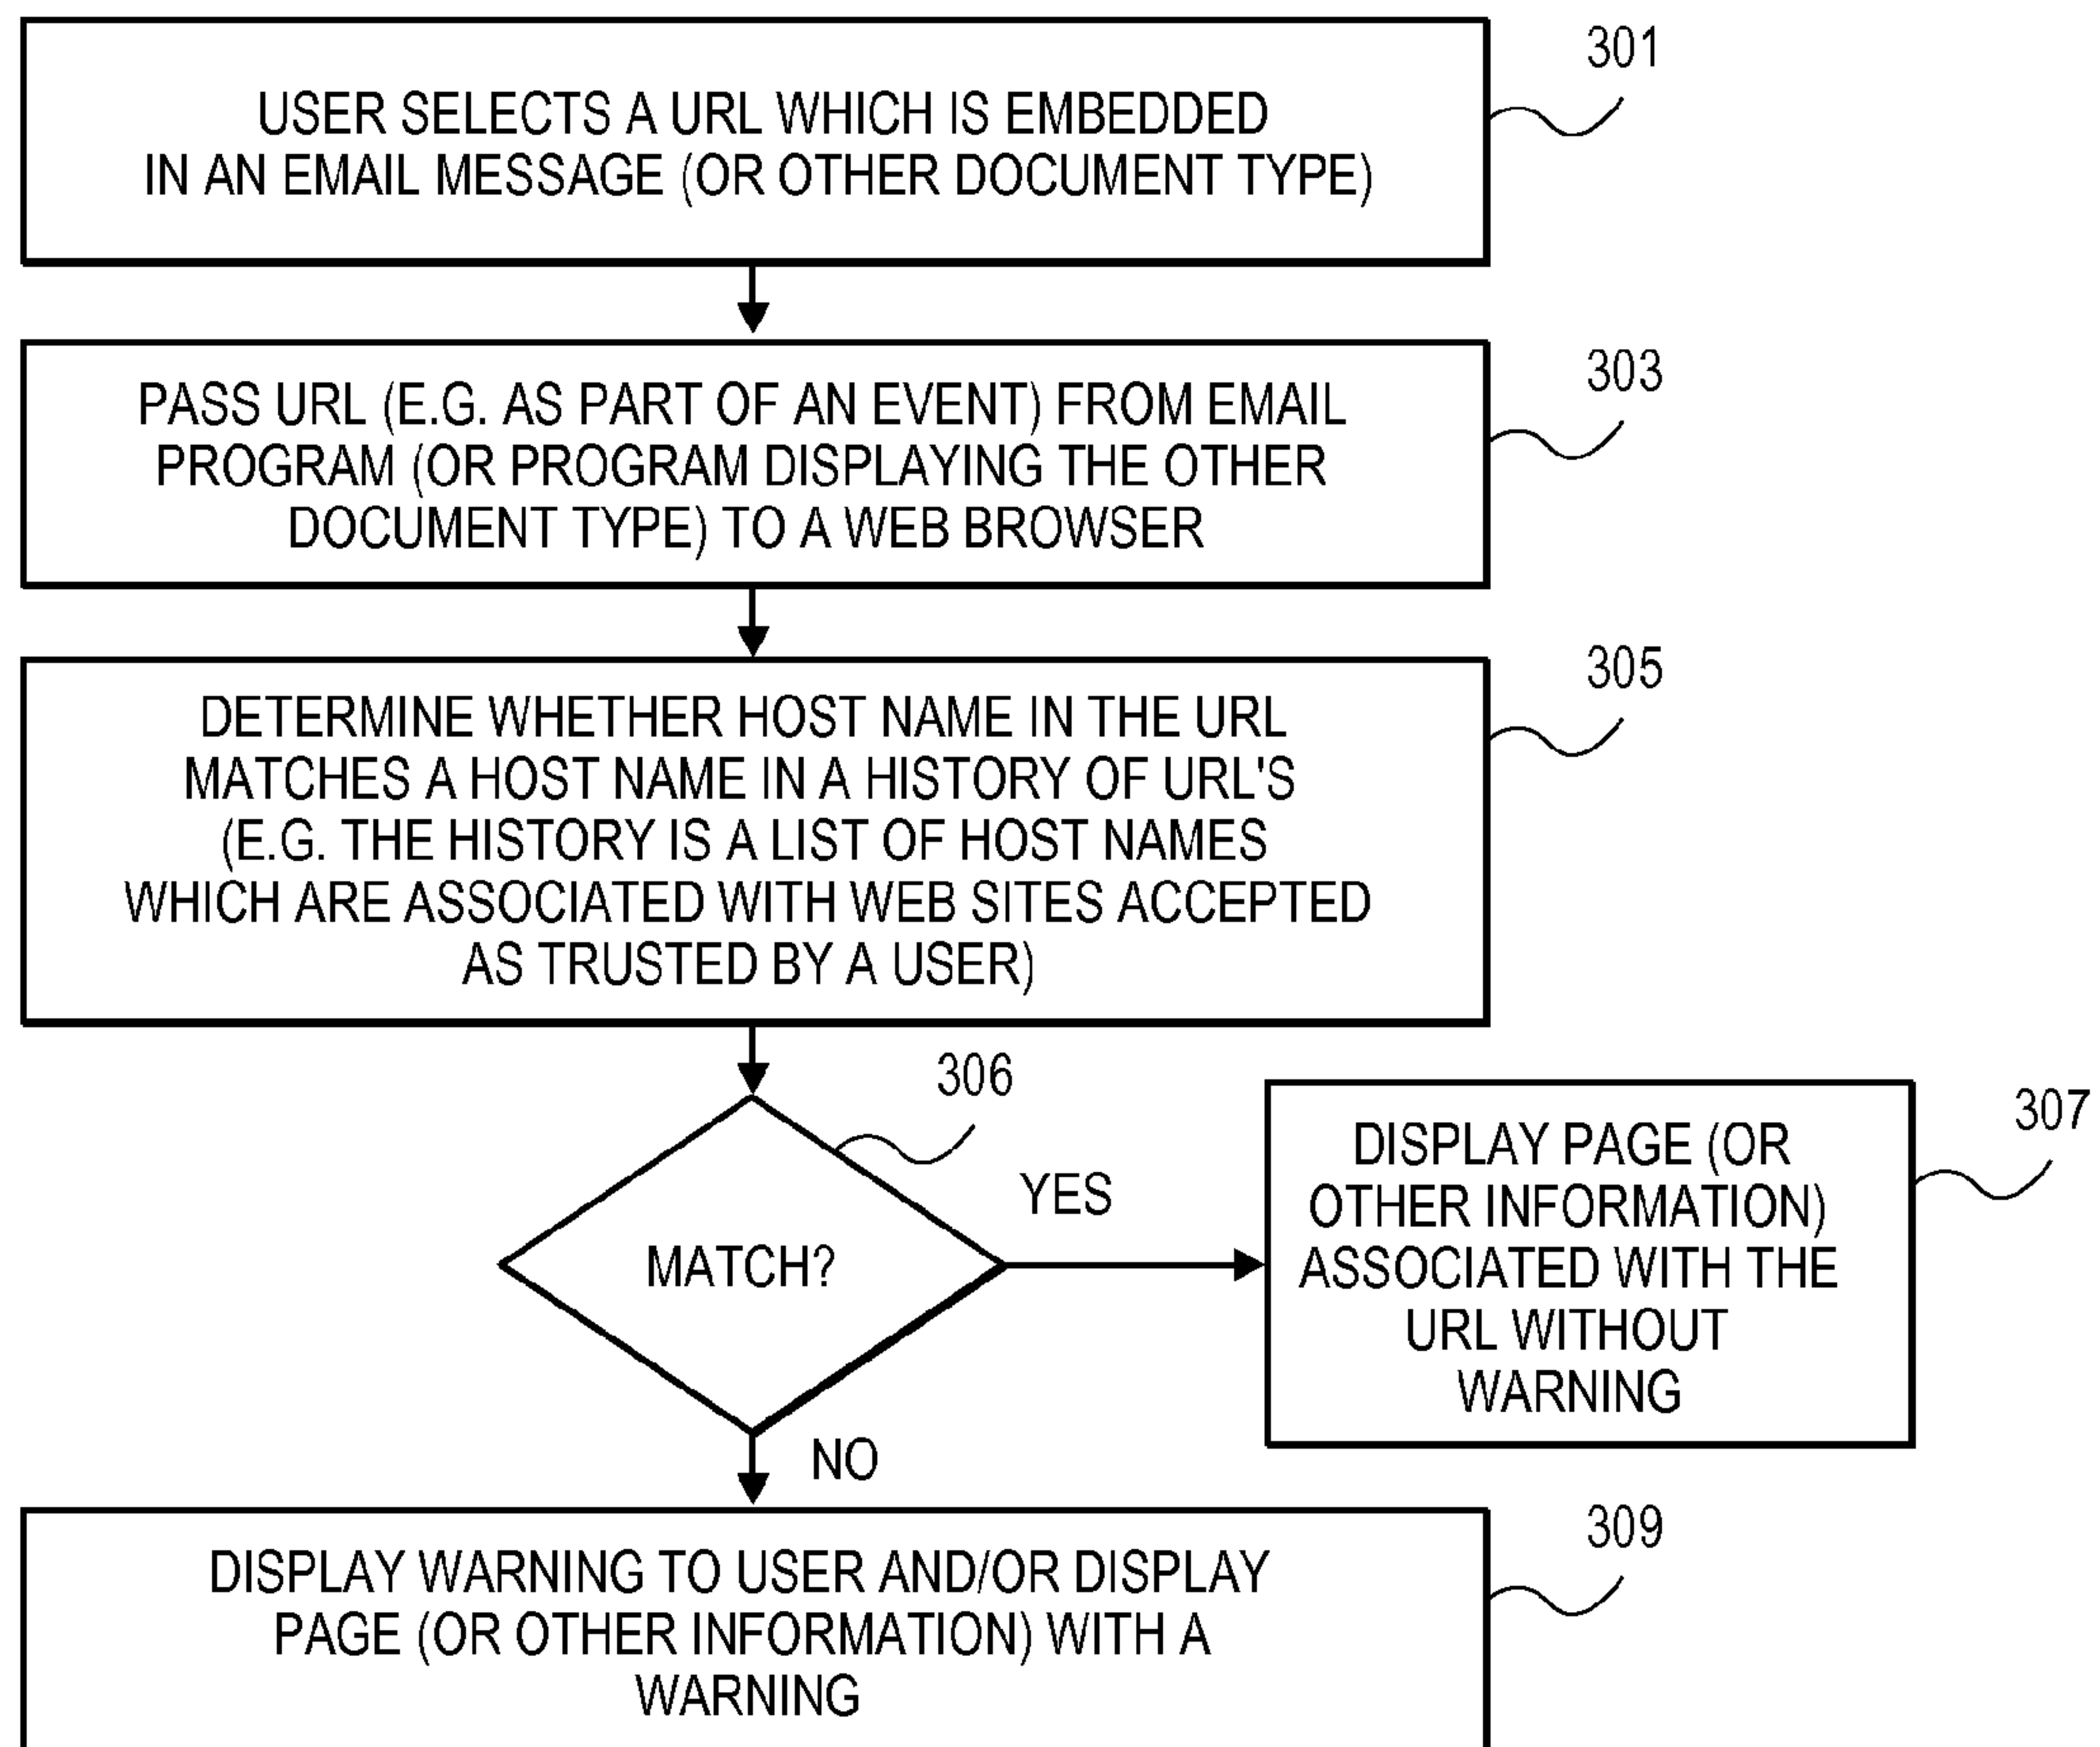 301
USER SELECTS A URL WHICH IS EMBEDDED
IN AN EMAIL MESSAGE (OR OTHER DOCUMENT TYPE)
303
PASS URL (E.G. AS PART OF AN EVENT) FROM EMAIL
PROGRAM (OR PROGRAM DISPLAYING THE OTHER
DOCUMENT TYPE) TO A WEB BROWSER
305
DETERMINE WHETHER HOST NAME IN THE URL
MATCHES A HOST NAME IN A HISTORY OF URL'S
(E.G. THE HISTORY IS A LIST OF HOST NAMES
WHICH ARE ASSOCIATED WITH WEB SITES ACCEPTED
AS TRUSTED BY A USER)
306
MATCH?
YES
307
DISPLAY PAGE (OR
OTHER INFORMATION)
ASSOCIATED WITH THE
URL WITHOUT
WARNING
NO
309
DISPLAY WARNING TO USER AND/OR DISPLAY
PAGE (OR OTHER INFORMATION) WITH A
WARNING